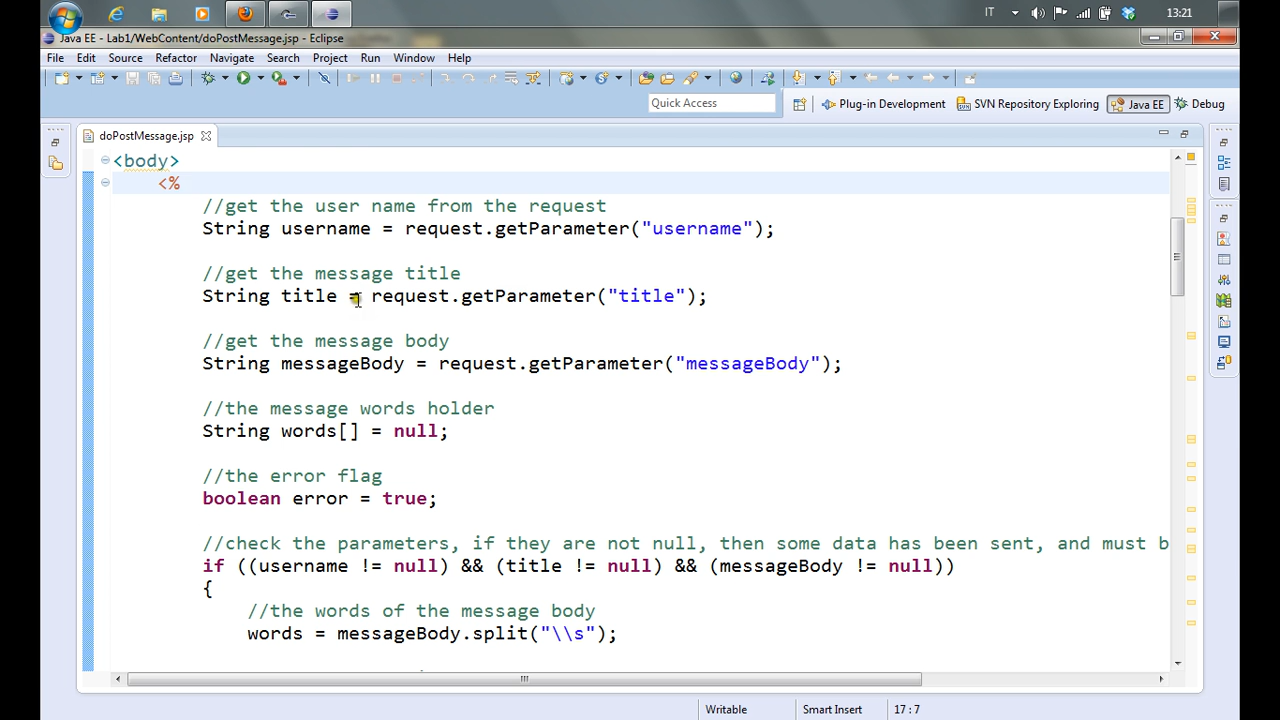 IT 13:21
Java EE - Lab1/WebContent/doPostMessage.jsp - Eclipse
File Edit Source Refactor Navigate Search Project Run Window Help
Quick Access Plug-in Development SVN Repository Exploring Java EE Debug
doPostMessage.jsp
<body>
<%
//get the user name from the request
String username = request.getParameter("username");
//get the message title
String title = request.getParameter("title");
//get the message body
String messageBody = request.getParameter("messageBody");
//the message words holder
String words[] = null;
//the error flag
boolean error = true;
//check the parameters, if they are not null, then some data has been sent, and must b
if ((username != null) && (title != null) && (messageBody != null))
{
//the words of the message body
words = messageBody.split("\\s");
Writable Smart Insert 17 : 7